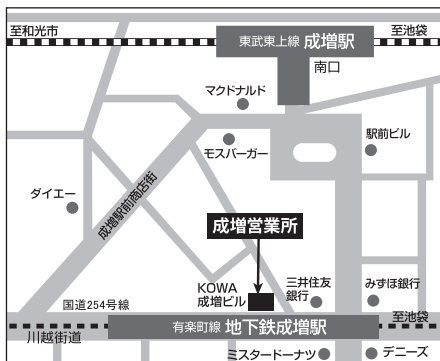 至和光市
東武東上線 成増駅
至池袋
南口
マクドナルド
モスバーガー
駅前ビル
ダイエー
成増駅前商店街
成増営業所
KOWA
成増ビル
三井住友
銀行
みずほ銀行
国道254号線
至池袋
川越街道
有楽町線 地下鉄成増駅
ミスタードーナツ
デニーズ